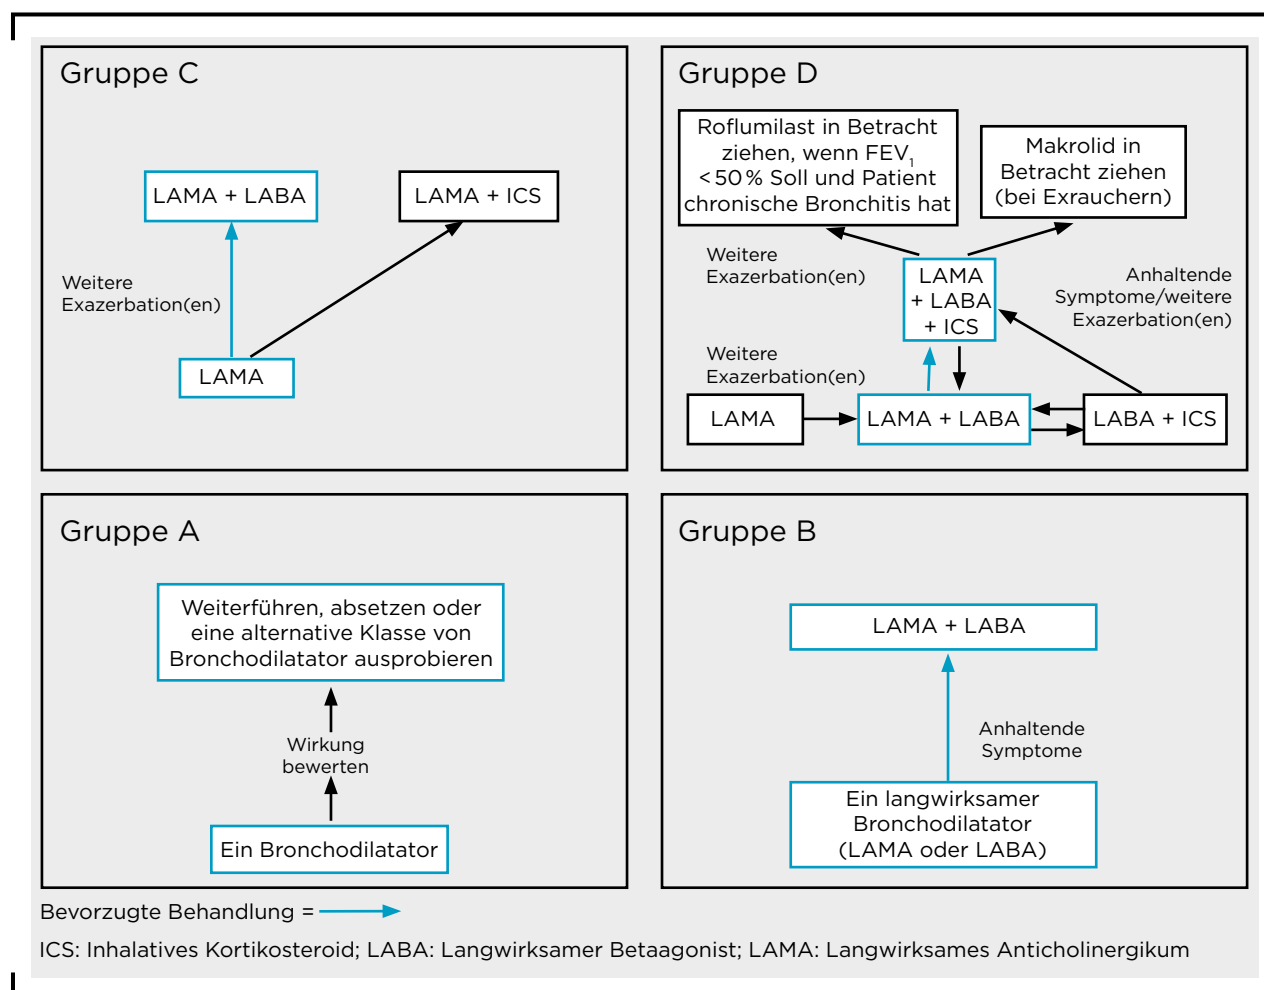 Gruppe C
LAMA + LABA
LAMA + ICS
Weitere
Exazerbation(en)
LAMA
Gruppe D
Roflumilast in Betracht
ziehen, wenn FEV₁
<50% Soll und Patient
chronische Bronchitis hat
Makrolid in
Betracht ziehen
(bei Exrauchern)
Weitere
Exazerbation(en)
LAMA
+ LABA
+ ICS
Anhaltende
Symptome/weitere
Exazerbation(en)
Weitere
Exazerbation(en)
LAMA
LAMA + LABA
LABA + ICS
Gruppe A
Weiterführen, absetzen oder
eine alternative Klasse von
Bronchodilatator ausprobieren
Wirkung
bewerten
Ein Bronchodilatator
Gruppe B
LAMA + LABA
Anhaltende
Symptome
Ein langwirksamer
Bronchodilatator
(LAMA oder LABA)
Bevorzugte Behandlung =
ICS: Inhalatives Kortikosteroid; LABA: Langwirksamer Betaagonist; LAMA: Langwirksames Anticholinergikum